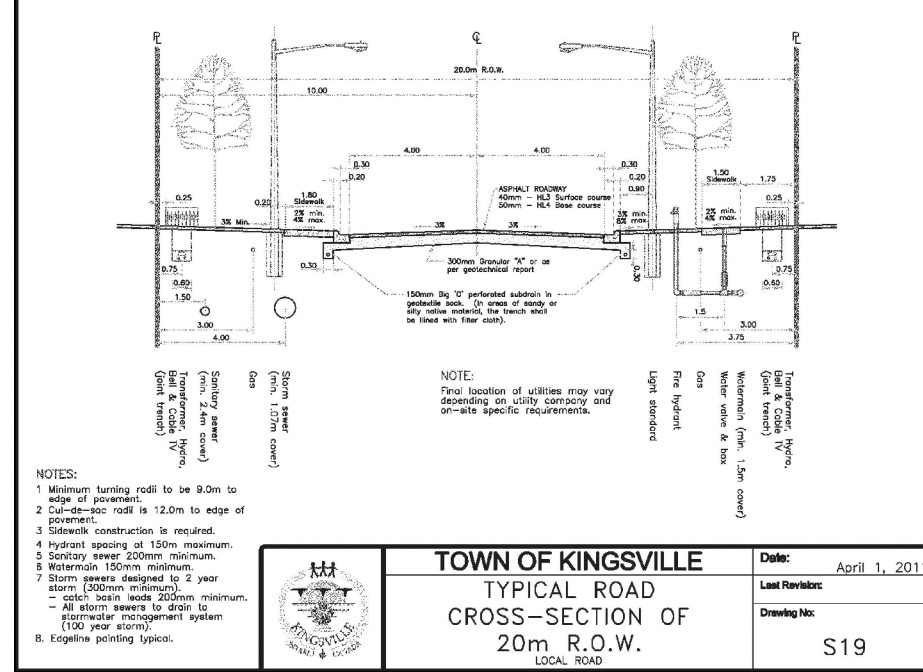 PL
CL
PL
20.0m R.O.W.
10.00
4.00
4.00
0.30
0.20
0.30
0.20
0.90
1.50
Sidewalk
1.75
0.25
0.20
1.80
Sidewalk
2% min.
4% max.
3% Min.
ASPHALT ROADWAY
40mm – HL3 Surface course
50mm – HL4 Base course
3%
3%
3% min.
8% max.
2% min.
4% max.
0.25
300mm Granular "A" or as
per geotechnical report
0.30
0.30
0.75
0.60
1.50
3.00
4.00
150mm Big 'O' perforated subdrain in
geotextile sock. (In areas of sandy or
silty native material, the trench shall
be lined with filter cloth).
0.75
0.60
1.5
3.00
3.75
Transformer, Hydro,
Bell & Cable TV
(joint trench)
Sanitary sewer
(min. 2.4m cover)
Gas
Storm sewer
(min. 1.07m cover)
NOTE:
Final location of utilities may vary
depending on utility company and
on-site specific requirements.
Light standard
Fire hydrant
Gas
Water valve & box
Watermain (min. 1.5m cover)
Transformer, Hydro,
Bell & Cable TV
(joint trench)
NOTES:
1 Minimum turning radii to be 9.0m to
edge of pavement.
2 Cul-de-sac radii is 12.0m to edge of
pavement.
3 Sidewalk construction is required.
4 Hydrant spacing at 150m maximum.
5 Sanitary sewer 200mm minimum.
6 Watermain 150mm minimum.
7 Storm sewers designed to 2 year
storm (300mm minimum).
– catch basin leads 200mm minimum.
– All storm sewers to drain to
stormwater management system
(100 year storm).
8. Edgeline painting typical.
KINGSVILLE
CANADA
TOWN OF KINGSVILLE
TYPICAL ROAD
CROSS-SECTION OF
20m R.O.W.
LOCAL ROAD
Date:
April 1, 201
Last Revision:
Drawing No:
S19